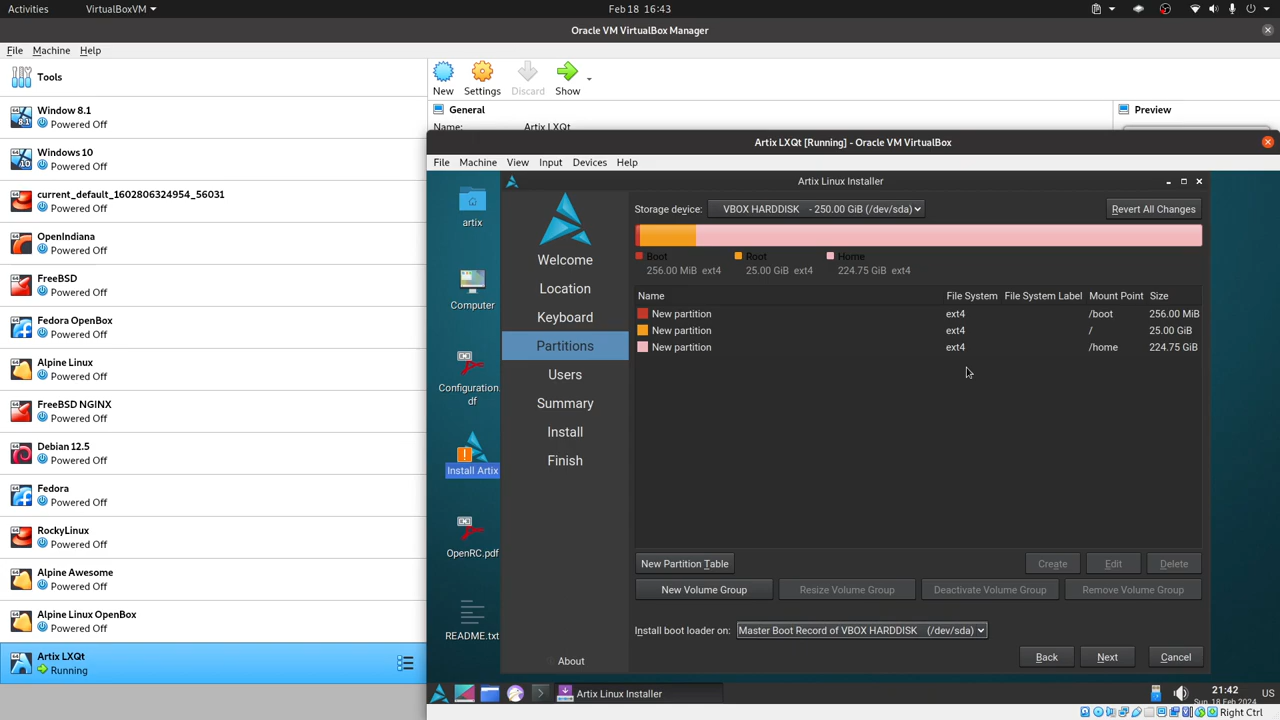 Activities VirtualBoxVM Feb 18 16:43
Oracle VM VirtualBox Manager
File Machine Help
Tools
New Settings Discard Show
General
Name: Artix LXQt
Preview
Window 8.1
Powered Off
Windows 10
Powered Off
current_default_1602806324954_56031
Powered Off
OpenIndiana
Powered Off
FreeBSD
Powered Off
Fedora OpenBox
Powered Off
Alpine Linux
Powered Off
FreeBSD NGINX
Powered Off
Debian 12.5
Powered Off
Fedora
Powered Off
RockyLinux
Powered Off
Alpine Awesome
Powered Off
Alpine Linux OpenBox
Powered Off
Artix LXQt
Running
Artix LXQt [Running] - Oracle VM VirtualBox
File Machine View Input Devices Help
artix
Computer
Configuration.
df
Install Artix
OpenRC.pdf
README.txt
Artix Linux Installer
Welcome
Location
Keyboard
Partitions
Users
Summary
Install
Finish
About
Storage device: VBOX HARDDISK - 250.00 GiB (/dev/sda) Revert All Changes
Boot Root Home
256.00 MiB ext4 25.00 GiB ext4 224.75 GiB ext4
Name File System File System Label Mount Point Size
New partition ext4 /boot 256.00 MiB
New partition ext4 / 25.00 GiB
New partition ext4 /home 224.75 GiB
New Partition Table Create Edit Delete
New Volume Group Resize Volume Group Deactivate Volume Group Remove Volume Group
Install boot loader on: Master Boot Record of VBOX HARDDISK (/dev/sda)
Back Next Cancel
Artix Linux Installer
21:42
Sun, 18 Feb 2024
US
Right Ctrl